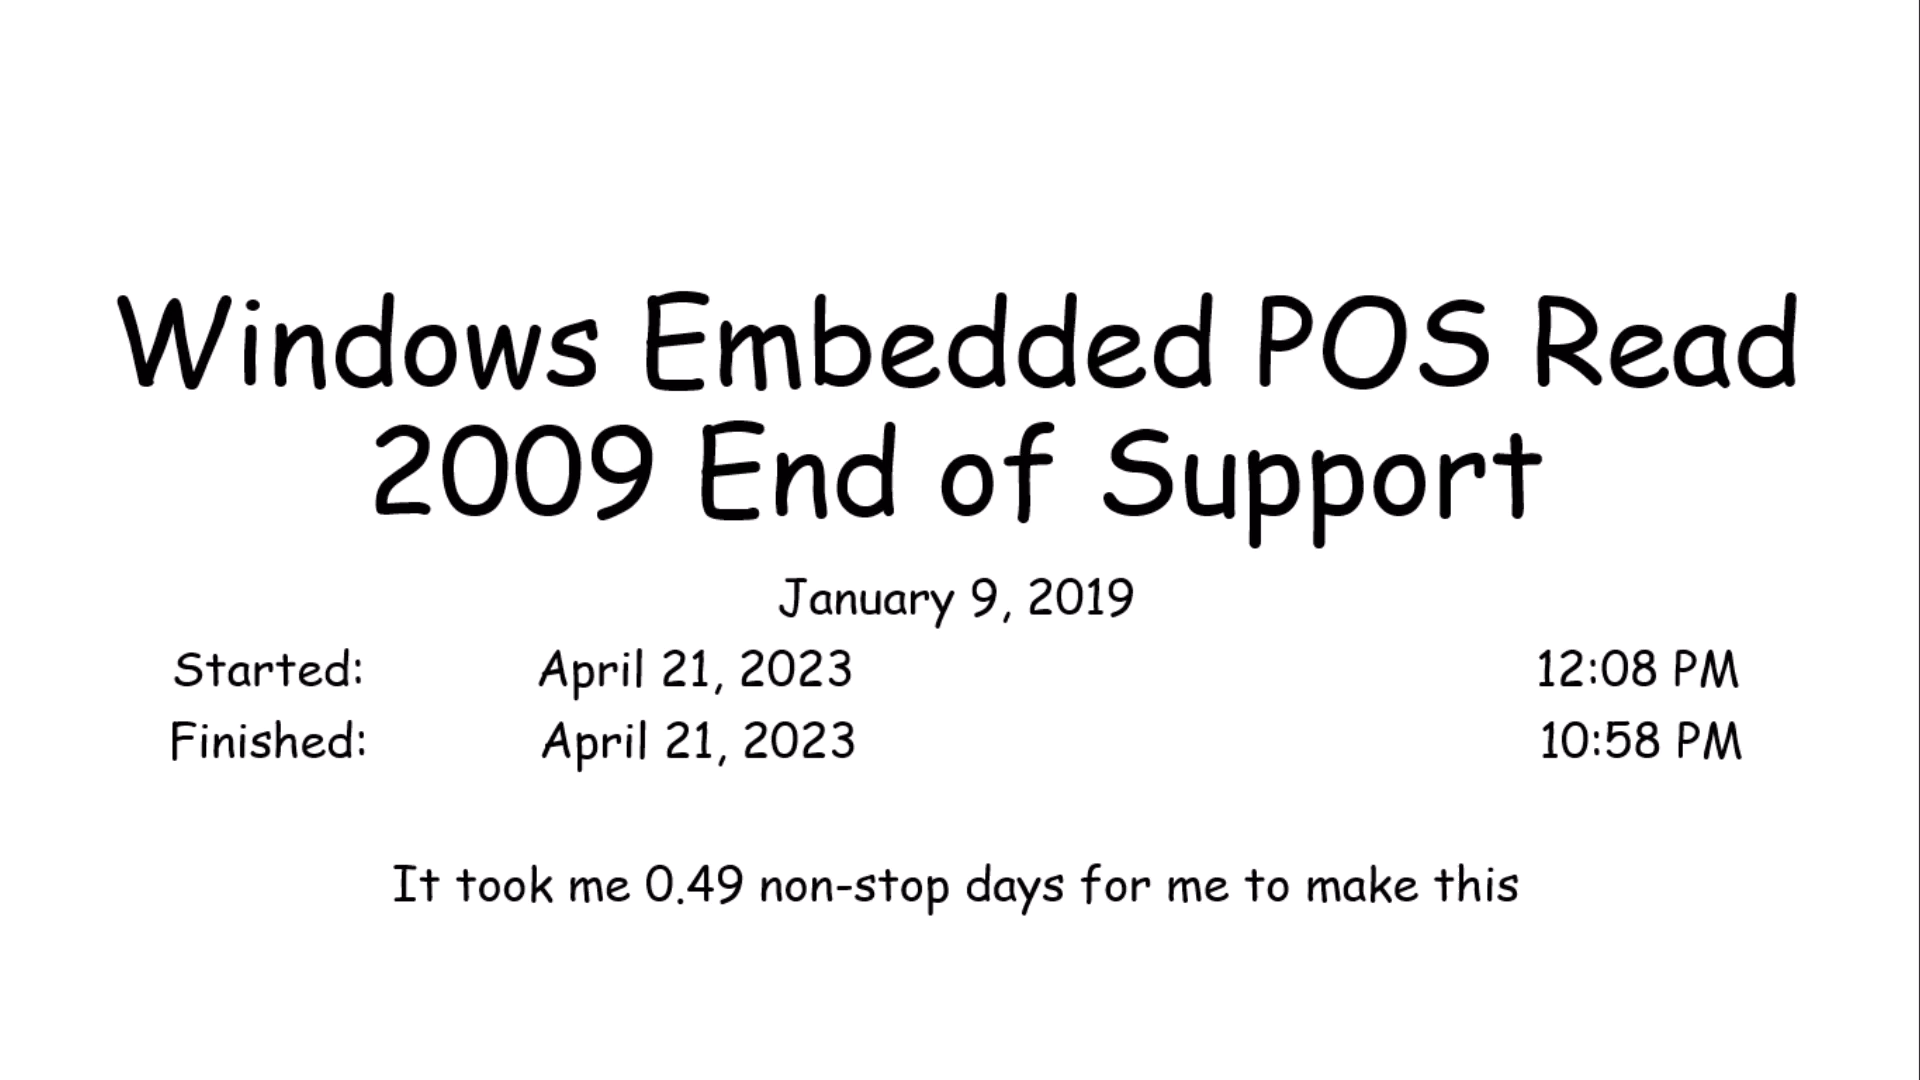 Windows Embedded POS Read
2009 End of Support
January 9, 2019
Started: April 21, 2023 12:08 PM
Finished: April 21, 2023 10:58 PM
It took me 0.49 non-stop days for me to make this